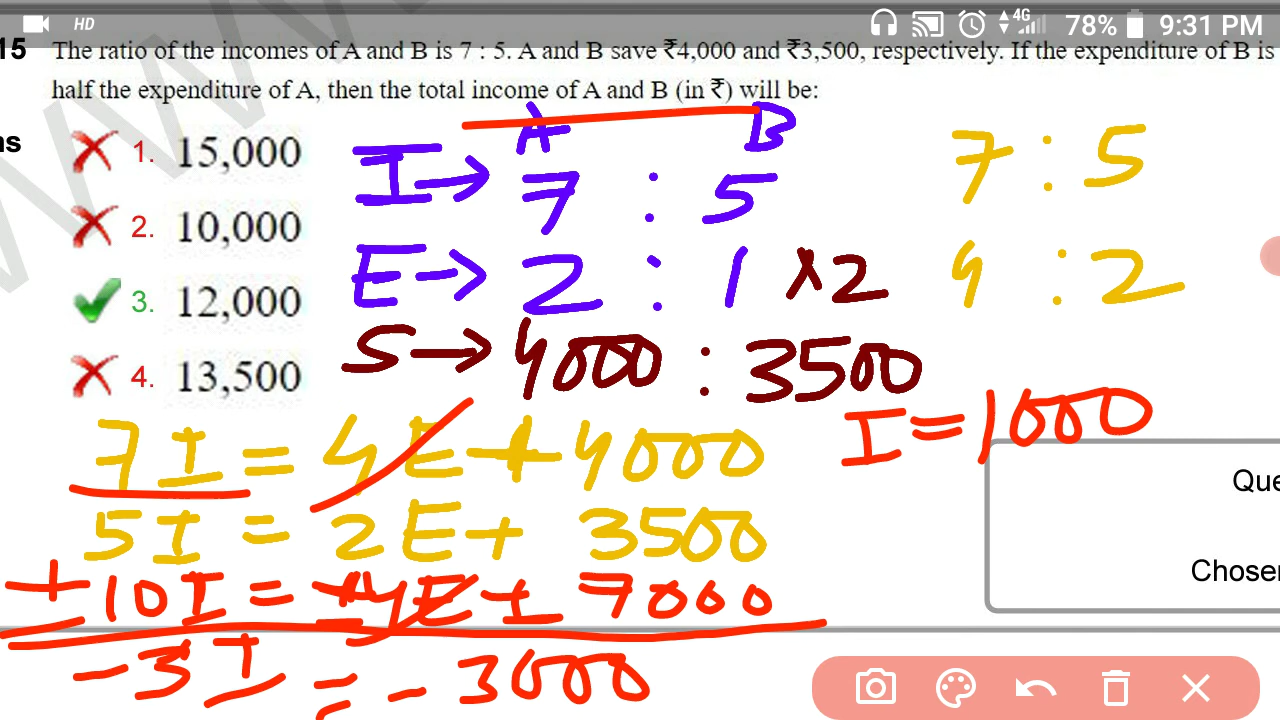 HD 4G 78% 9:31 PM
15 The ratio of the incomes of A and B is 7 : 5. A and B save ₹4,000 and ₹3,500, respectively. If the expenditure of B is
half the expenditure of A, then the total income of A and B (in ₹) will be:
ns
1. 15,000
2. 10,000
3. 12,000
4. 13,500
A B
I → 7 : 5
E → 2 : 1 ×2
S → 4000 : 3500
7 : 5
4 : 2
I = 1000
7I = 4E + 4000
5I = 2E + 3500
+10I = +4E + 7000
-3I = -3000
Que
Chosen